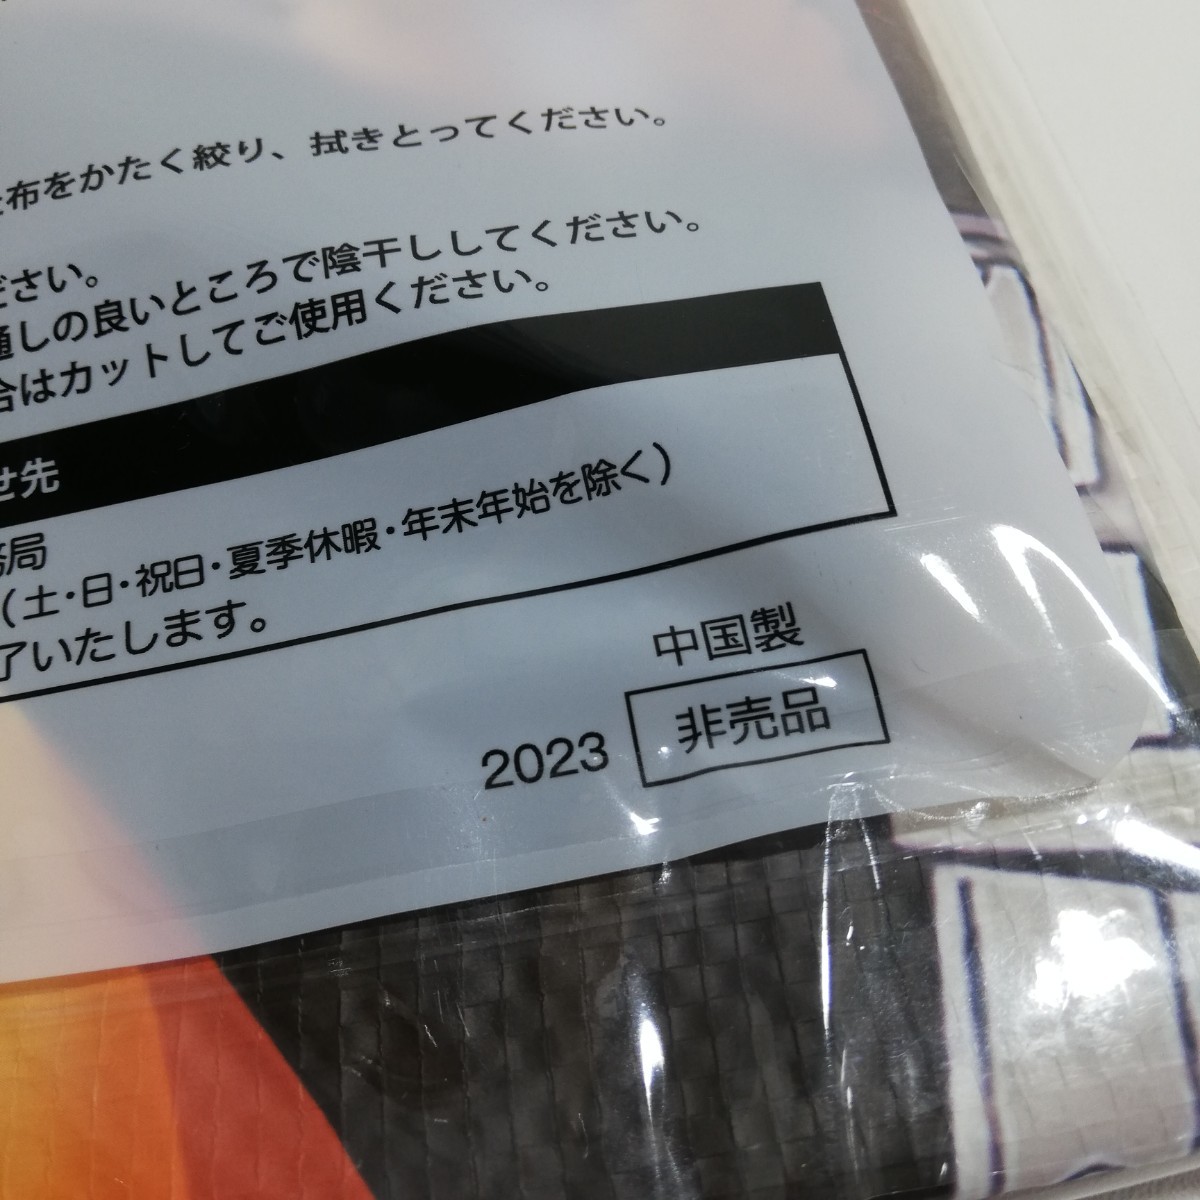 布をかたく絞り、拭きとってください。
ださい。
通しの良いところで陰干ししてください。
合はカットしてご使用ください。
せ先
務局
(土・日・祝日・夏季休暇・年末年始を除く)
了いたします。
中国製
2023
非売品